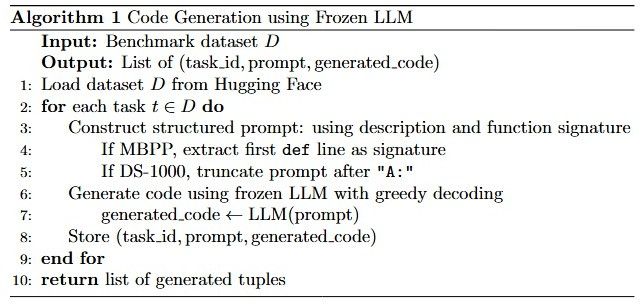 Algorithm 1 Code Generation using Frozen LLM
Input: Benchmark dataset D
Output: List of (task_id, prompt, generated_code)
1: Load dataset D from Hugging Face
2: for each task t ∈ D do
3: Construct structured prompt: using description and function signature
4: If MBPP, extract first def line as signature
5: If DS-1000, truncate prompt after "A:"
6: Generate code using frozen LLM with greedy decoding
7: generated_code ← LLM(prompt)
8: Store (task_id, prompt, generated_code)
9: end for
10: return list of generated tuples